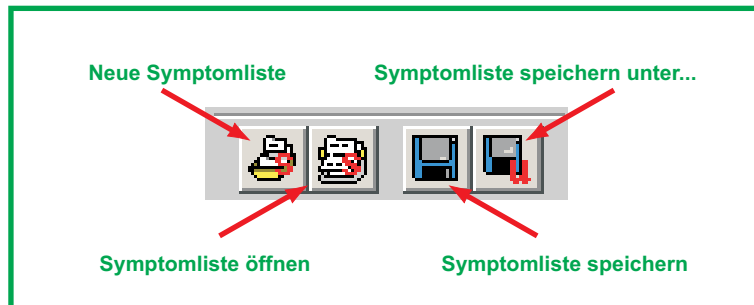 Neue Symptomliste
Symptomliste speichern unter...
S
S
u
Symptomliste öffnen
Symptomliste speichern